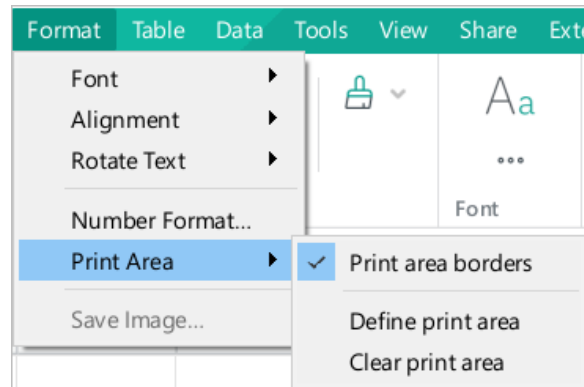 Format Table Data Tools View Share Exte
Font
Alignment
Rotate Text
Number Format...
Print Area
Save Image...
Aa
Font
Print area borders
Define print area
Clear print area